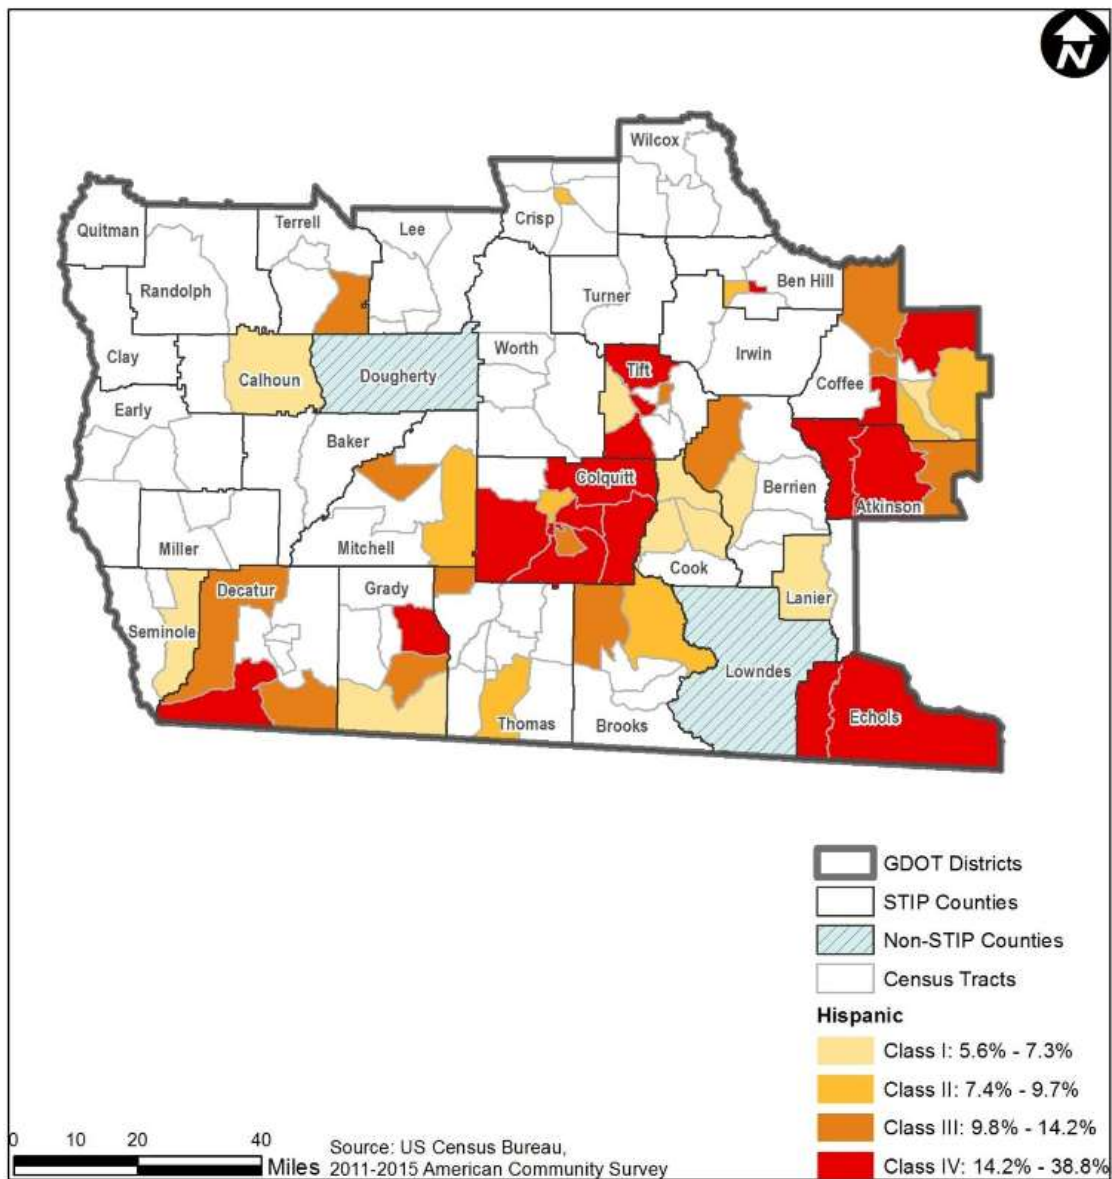 N
Wilcox
Crisp
Terrell
Lee
Quitman
Randolph
Turner
Ben Hill
Clay
Calhoun
Dougherty
Worth
Tift
Irwin
Coffee
Early
Baker
Colquitt
Berrien
Atkinson
Miller
Mitchell
Cook
Decatur
Grady
Lanier
Seminole
Lowndes
Thomas
Brooks
Echols
GDOT Districts
STIP Counties
Non-STIP Counties
Census Tracts
Hispanic
Class I: 5.6% - 7.3%
Class II: 7.4% - 9.7%
Class III: 9.8% - 14.2%
Class IV: 14.2% - 38.8%
0 10 20 40
Miles
Source: US Census Bureau,
2011-2015 American Community Survey